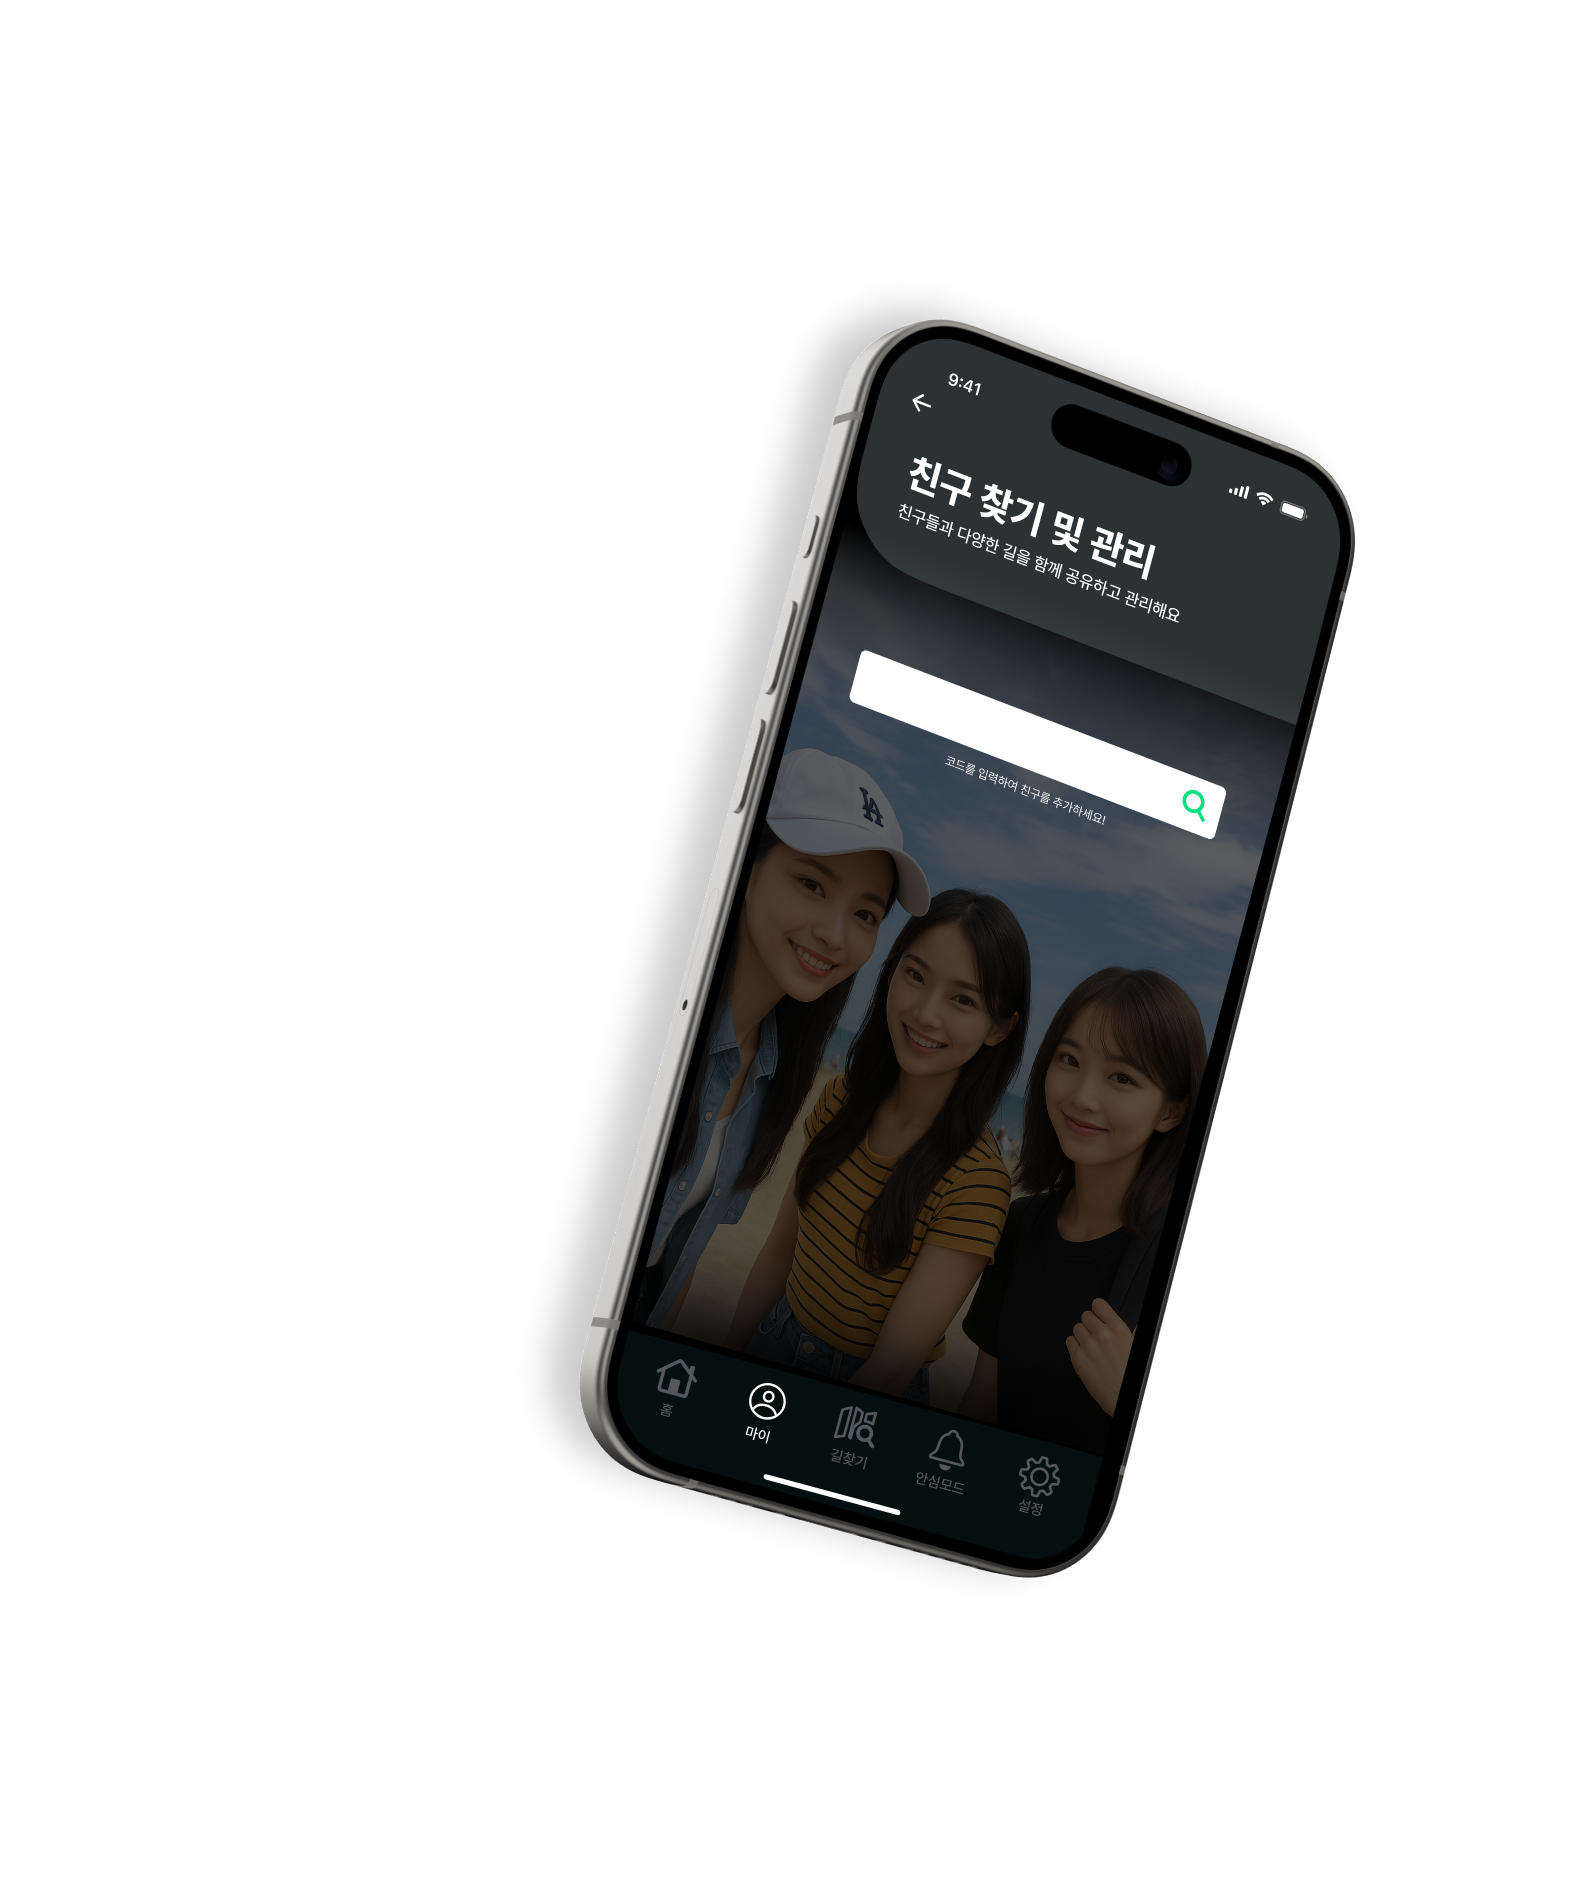 9:41
친구 찾기 및 관리
친구들과 다양한 길을 함께 공유하고 관리해요
코드를 입력하여 친구를 추가하세요!
LA
홈
마이
길찾기
안심모드
설정